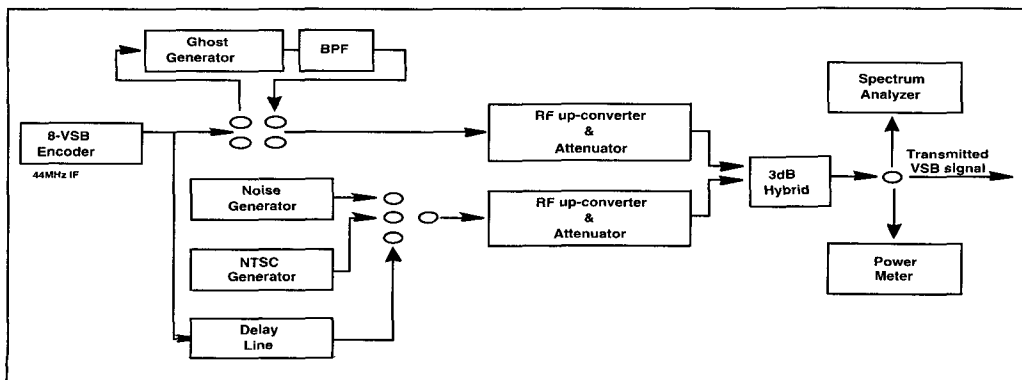 Ghost
Generator
BPF
Spectrum
Analyzer
8-VSB
Encoder
44MHz IF
RF up-converter
&
Attenuator
3dB
Hybrid
Transmitted
VSB signal
Noise
Generator
RF up-converter
&
Attenuator
NTSC
Generator
Power
Meter
Delay
Line